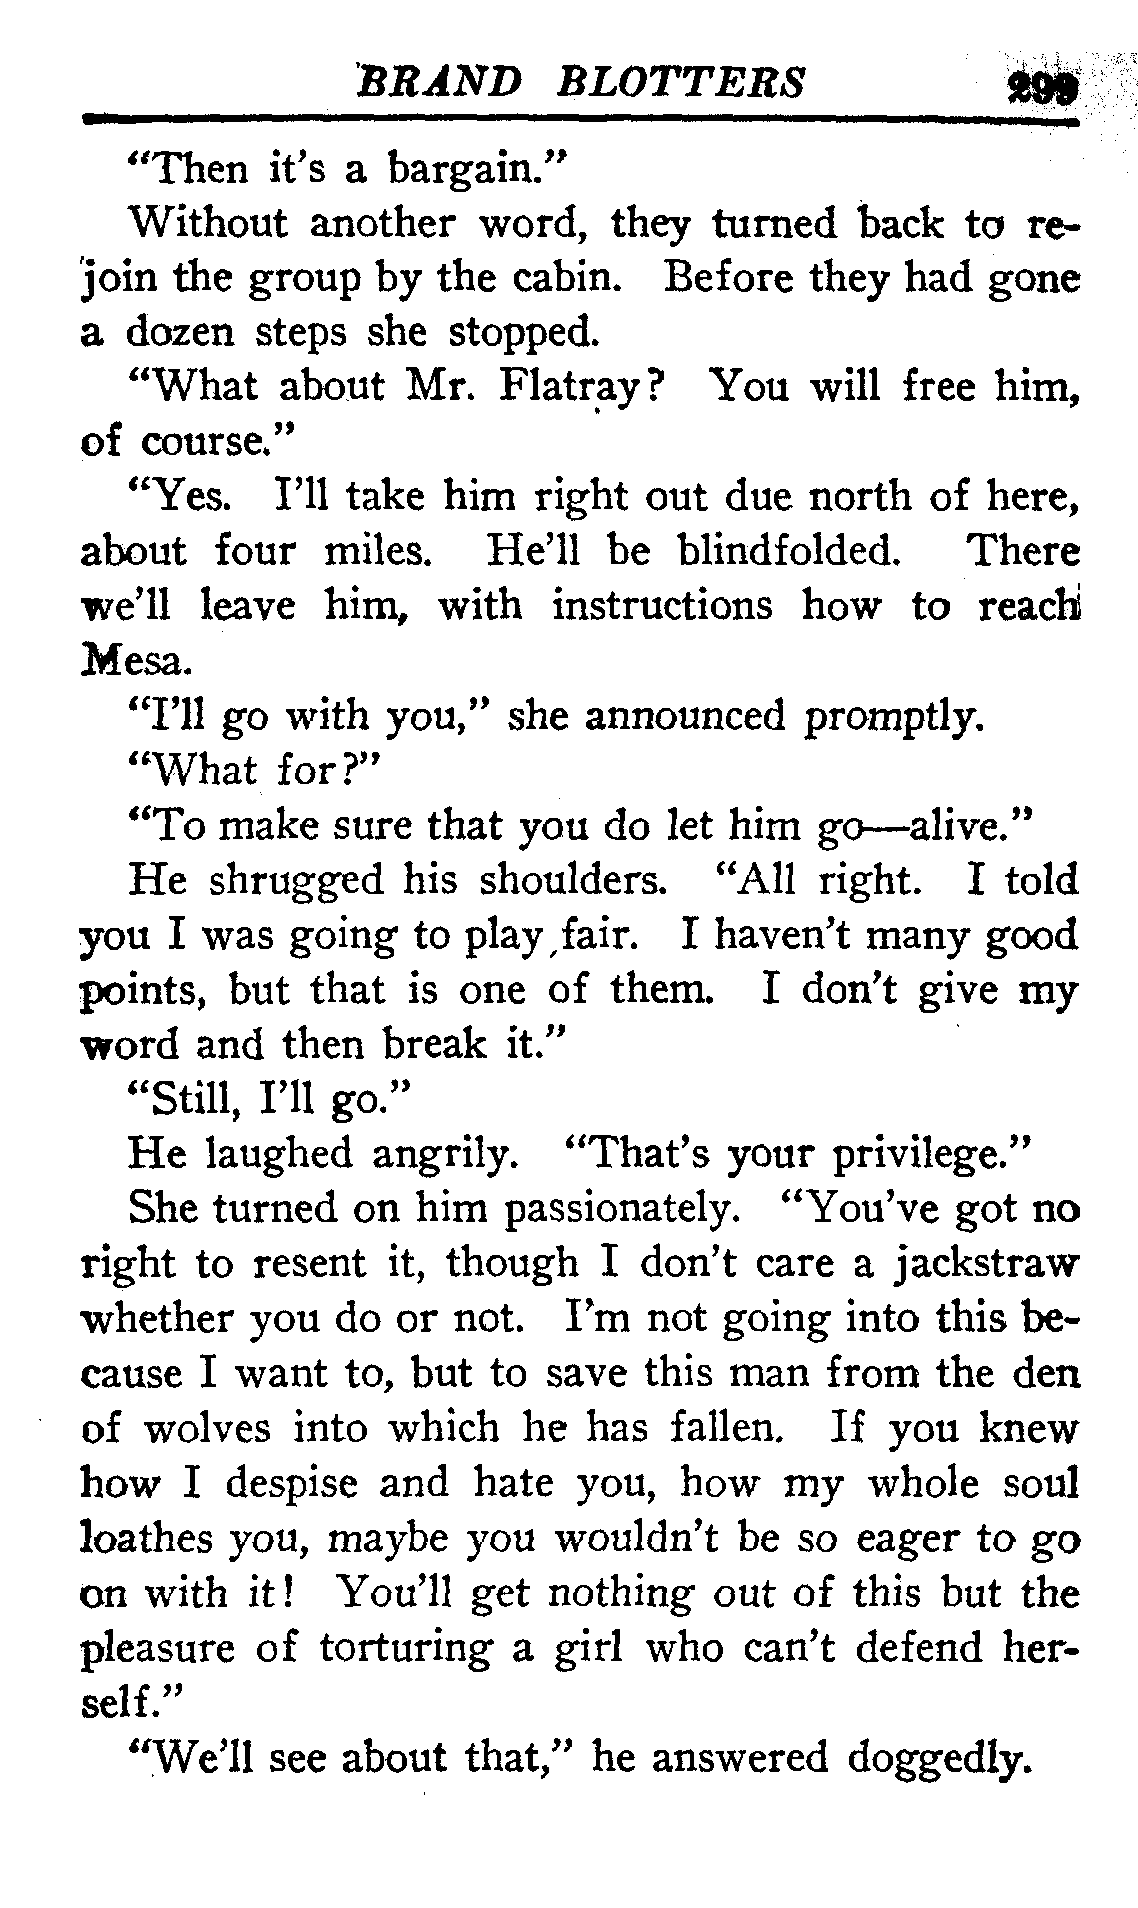 BRAND BLOTTERS 299
“Then it’s a bargain.”
Without another word, they turned back to re-
join the group by the cabin. Before they had gone
a dozen steps she stopped.
“What about Mr. Flatray? You will free him,
of course.”
“Yes. I’ll take him right out due north of here,
about four miles. He’ll be blindfolded. There
we’ll leave him, with instructions how to reach
Mesa.
“I’ll go with you,” she announced promptly.
“What for?”
“To make sure that you do let him go—alive.”
He shrugged his shoulders. “All right. I told
you I was going to play fair. I haven’t many good
points, but that is one of them. I don’t give my
word and then break it.”
“Still, I’ll go.”
He laughed angrily. “That’s your privilege.”
She turned on him passionately. “You’ve got no
right to resent it, though I don’t care a jackstraw
whether you do or not. I’m not going into this be-
cause I want to, but to save this man from the den
of wolves into which he has fallen. If you knew
how I despise and hate you, how my whole soul
loathes you, maybe you wouldn’t be so eager to go
on with it! You’ll get nothing out of this but the
pleasure of torturing a girl who can’t defend her-
self.”
“We’ll see about that,” he answered doggedly.